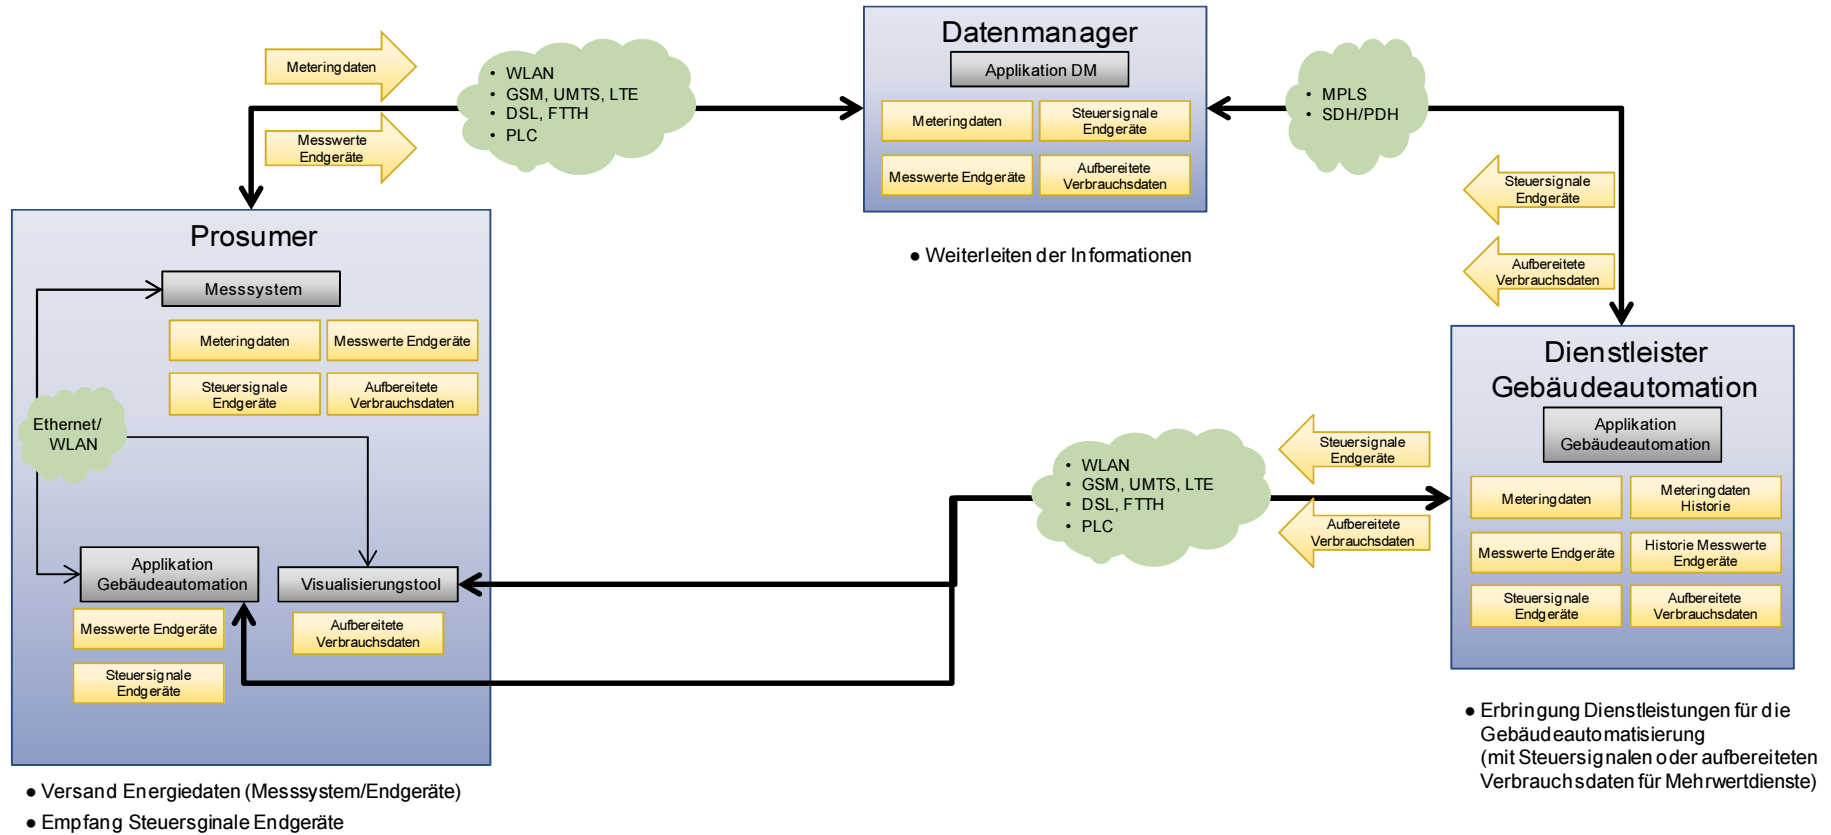 Meteringdaten
Messwerte
Endgeräte
• WLAN
• GSM, UMTS, LTE
• DSL, FTTH
• PLC
Datenmanager
Applikation DM
Meteringdaten
Steuersignale
Endgeräte
Messwerte Endgeräte
Aufbereitete
Verbrauchsdaten
● Weiterleiten der Informationen
• MPLS
• SDH/PDH
Steuersignale
Endgeräte
Aufbereitete
Verbrauchsdaten
Prosumer
Messsystem
Meteringdaten
Messwerte Endgeräte
Steuersignale
Endgeräte
Aufbereitete
Verbrauchsdaten
Ethernet/
WLAN
Applikation
Gebäudeautomation
Messwerte Endgeräte
Steuersignale
Endgeräte
Visualisierungstool
Aufbereitete
Verbrauchsdaten
● Versand Energiedaten (Messsystem/Endgeräte)
● Empfang Steuersginale Endgeräte
• WLAN
• GSM, UMTS, LTE
• DSL, FTTH
• PLC
Steuersignale
Endgeräte
Aufbereitete
Verbrauchsdaten
Dienstleister
Gebäudeautomation
Applikation
Gebäudeautomation
Meteringdaten
Meteringdaten
Historie
Messwerte Endgeräte
Historie Messwerte
Endgeräte
Steuersignale
Endgeräte
Aufbereitete
Verbrauchsdaten
● Erbringung Dienstleistungen für die
Gebäudeautomatisierung
(mit Steuersignalen oder aufbereiteten
Verbrauchsdaten für Mehrwertdienste)